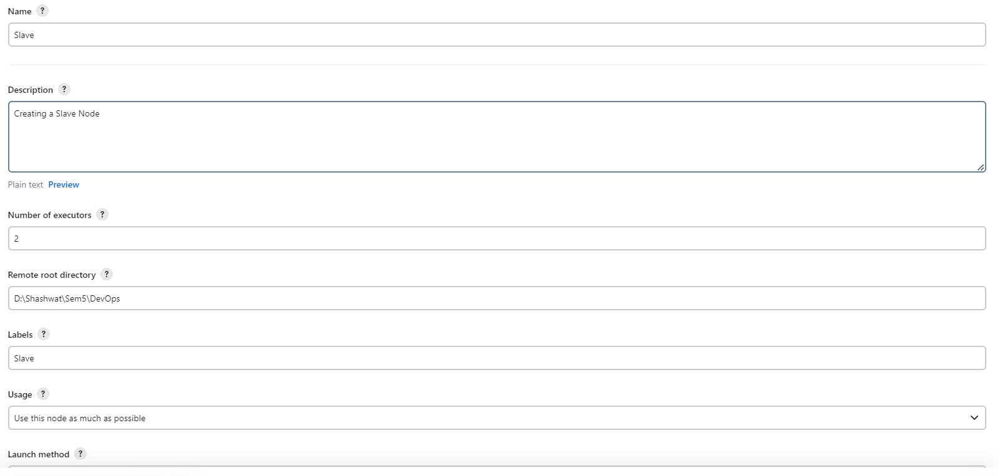 Name ?
Slave
Description ?
Creating a Slave Node
Plain text Preview
Number of executors ?
2
Remote root directory ?
D:\Shashwat\Sem5\DevOps
Labels ?
Slave
Usage ?
Use this node as much as possible
Launch method ?